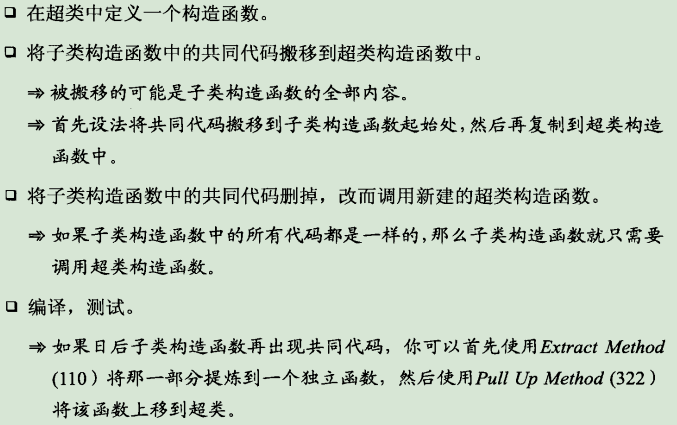 ❑ 在超类中定义一个构造函数。
❑ 将子类构造函数中的共同代码搬移到超类构造函数中。
⇒ 被搬移的可能是子类构造函数的全部内容。
⇒ 首先设法将共同代码搬移到子类构造函数起始处,然后再复制到超类构造
函数中。
❑ 将子类构造函数中的共同代码删掉，改而调用新建的超类构造函数。
⇒ 如果子类构造函数中的所有代码都是一样的,那么子类构造函数就只需要
调用超类构造函数。
❑ 编译，测试。
⇒ 如果日后子类构造函数再出现共同代码，你可以首先使用Extract Method
(110）将那一部分提炼到一个独立函数，然后使用Pull Up Method (322）
将该函数上移到超类。